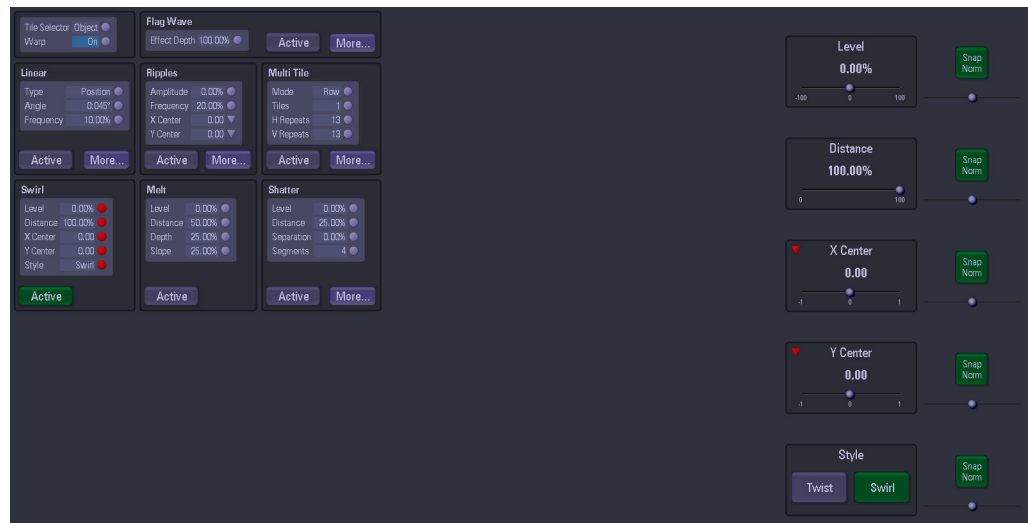 Tile Selector Object
Warp On
Flag Wave
Effect Depth 100.00%
Active More...
Linear
Type Position
Angle 0:045°
Frequency 10.00%
Active More...
Ripples
Amplitude 0.00%
Frequency 20.00%
X Center 0.00
Y Center 0.00
Active More...
Multi Tile
Mode Row
Tiles 1
H Repeats 13
V Repeats 13
Active More...
Swirl
Level 0.00%
Distance 100.00%
X Center 0.00
Y Center 0.00
Style Swirl
Active
Melt
Level 0.00%
Distance 50.00%
Depth 25.00%
Slope 25.00%
Active
Shatter
Level 0.00%
Distance 25.00%
Separation 0.00%
Segments 4
Active More...
Level
0.00%
-100 0 100
Snap
Norm
Distance
100.00%
0 100
Snap
Norm
X Center
0.00
-1 0 1
Snap
Norm
Y Center
0.00
-1 0 1
Snap
Norm
Style
Twist Swirl
Snap
Norm